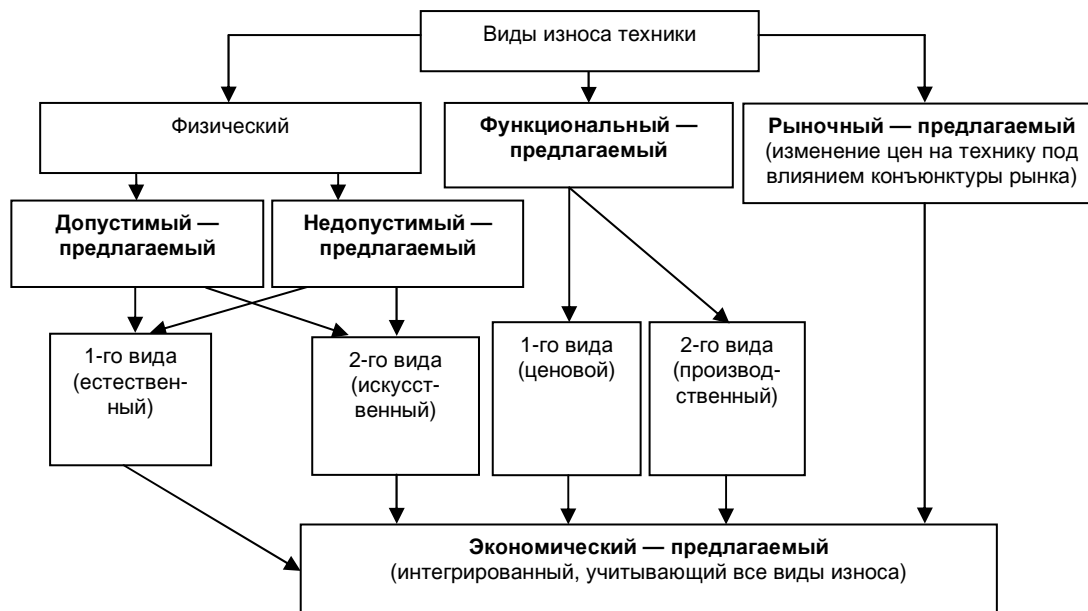 Виды износа техники
Физический
Функциональный —
предлагаемый
Рыночный — предлагаемый
(изменение цен на технику под
влиянием конъюнктуры рынка)
Допустимый —
предлагаемый
Недопустимый —
предлагаемый
1-го вида
(естествен-
ный)
2-го вида
(искусст-
венный)
1-го вида
(ценовой)
2-го вида
(производ-
ственный)
Экономический — предлагаемый
(интегрированный, учитывающий все виды износа)